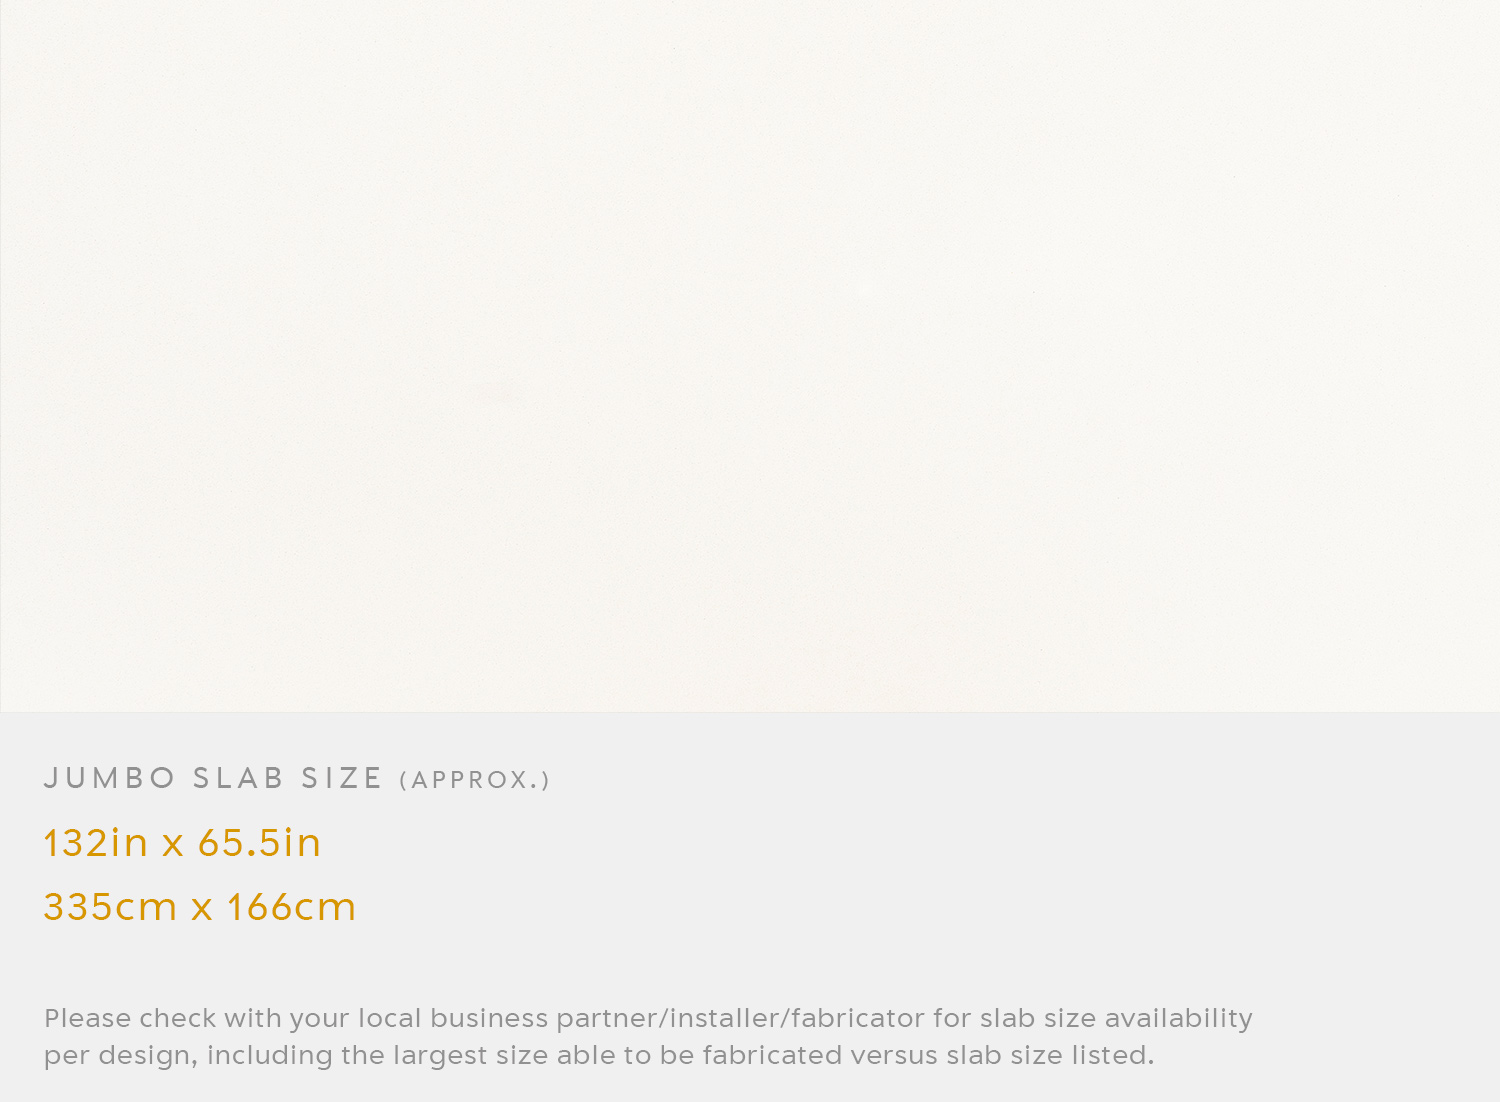 JUMBO SLAB SIZE (APPROX.)
132in x 65.5in
335cm x 166cm
Please check with your local business partner/installer/fabricator for slab size availability
per design, including the largest size able to be fabricated versus slab size listed.